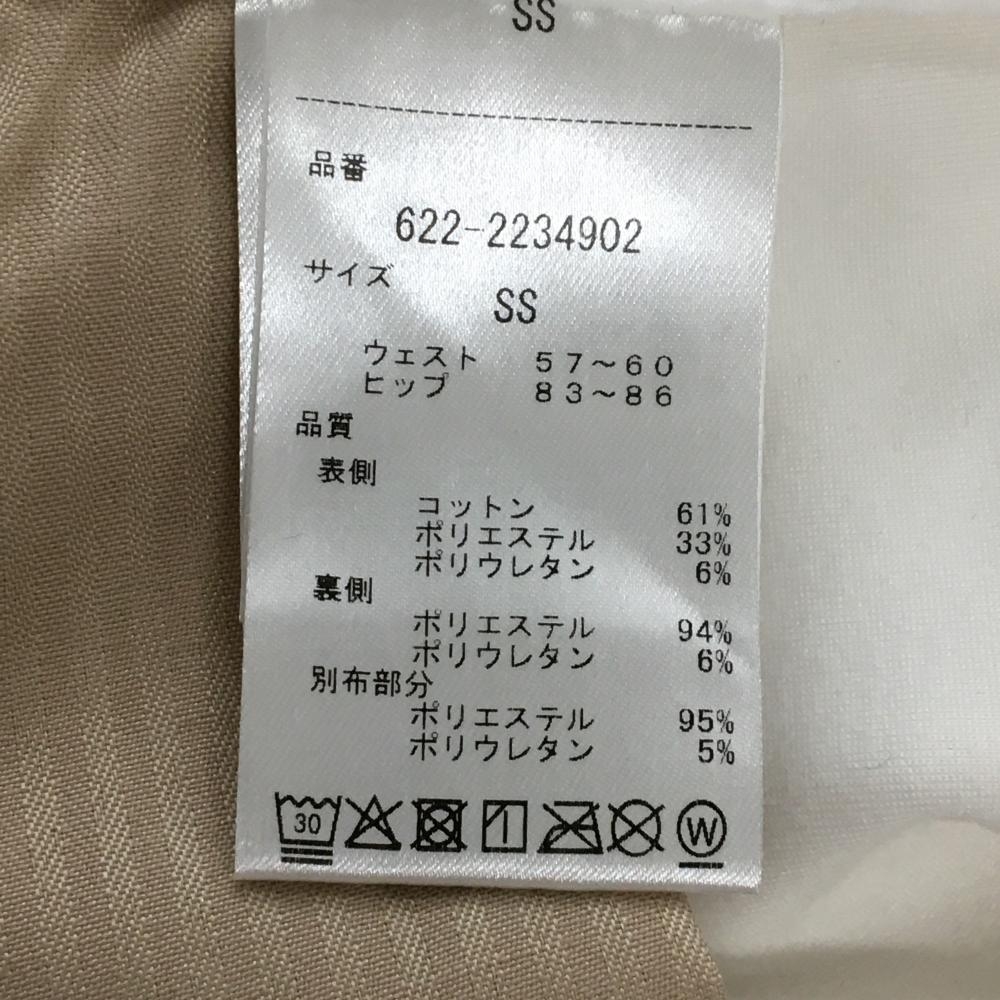 SS
品番
622-2234902
サイズ
SS
ウェスト 57～60
ヒップ 83～86
品質
表側
コットン 61%
ポリエステル 33%
ポリウレタン 6%
裏側
ポリエステル 94%
ポリウレタン 6%
別布部分
ポリエステル 95%
ポリウレタン 5%
30 W